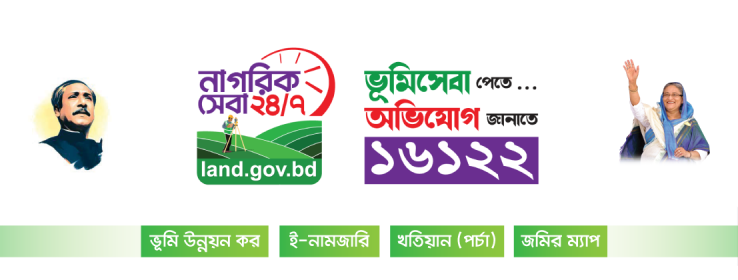 নাগরিক
সেবা ২৪/৭
land.gov.bd
ভূমিসেবা পেতে ...
অভিযোগ জানাতে
১৬১২২
ভূমি উন্নয়ন কর
ই-নামজারি
খতিয়ান (পর্চা)
জমির ম্যাপ